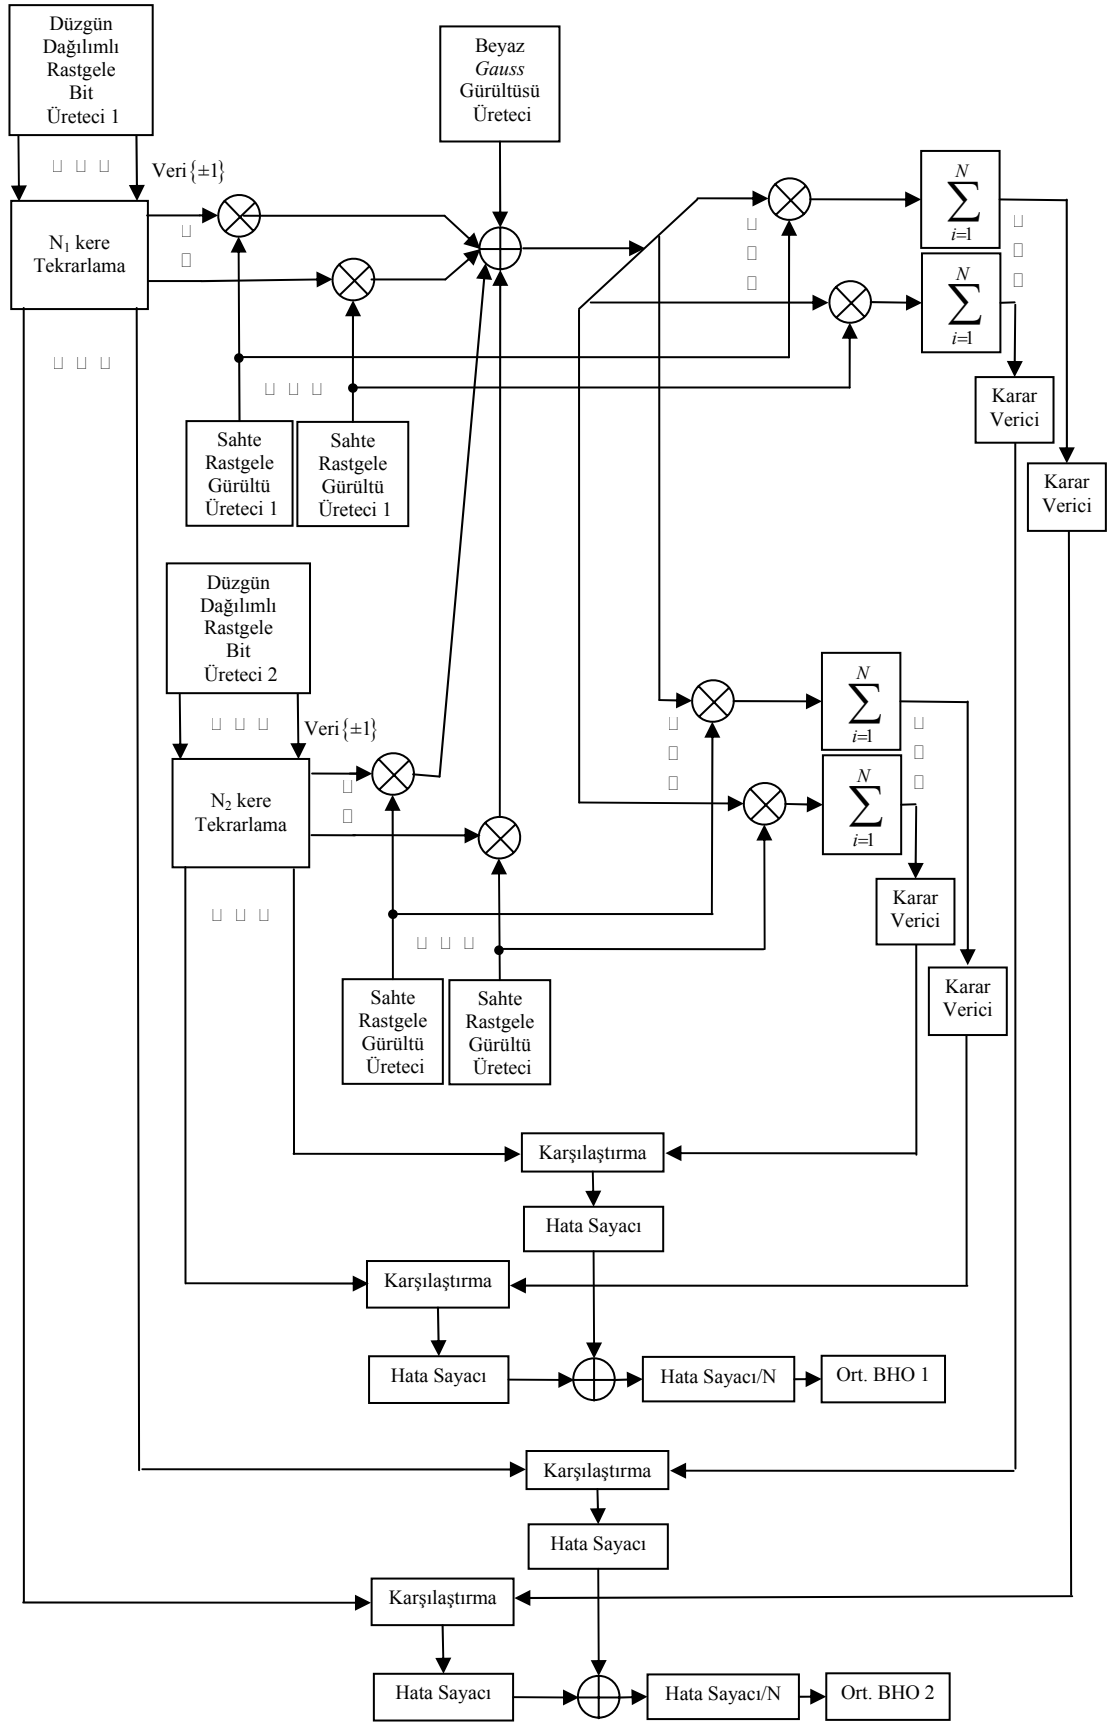 Düzgün
Dağılımlı
Rastgele
Bit
Üreteci 1
Beyaz
Gauss
Gürültüsü
Üreteci
Veri{±1}
N₁ kere
Tekrarlama
N
∑
i=1
N
∑
i=1
Karar
Verici
Karar
Verici
Sahte
Rastgele
Gürültü
Üreteci 1
Sahte
Rastgele
Gürültü
Üreteci 1
Düzgün
Dağılımlı
Rastgele
Bit
Üreteci 2
Veri{±1}
N₂ kere
Tekrarlama
N
∑
i=1
N
∑
i=1
Karar
Verici
Karar
Verici
Sahte
Rastgele
Gürültü
Üreteci
Sahte
Rastgele
Gürültü
Üreteci
Karşılaştırma
Hata Sayacı
Karşılaştırma
Hata Sayacı
Hata Sayacı/N
Ort. BHO 1
Karşılaştırma
Hata Sayacı
Karşılaştırma
Hata Sayacı
Hata Sayacı/N
Ort. BHO 2